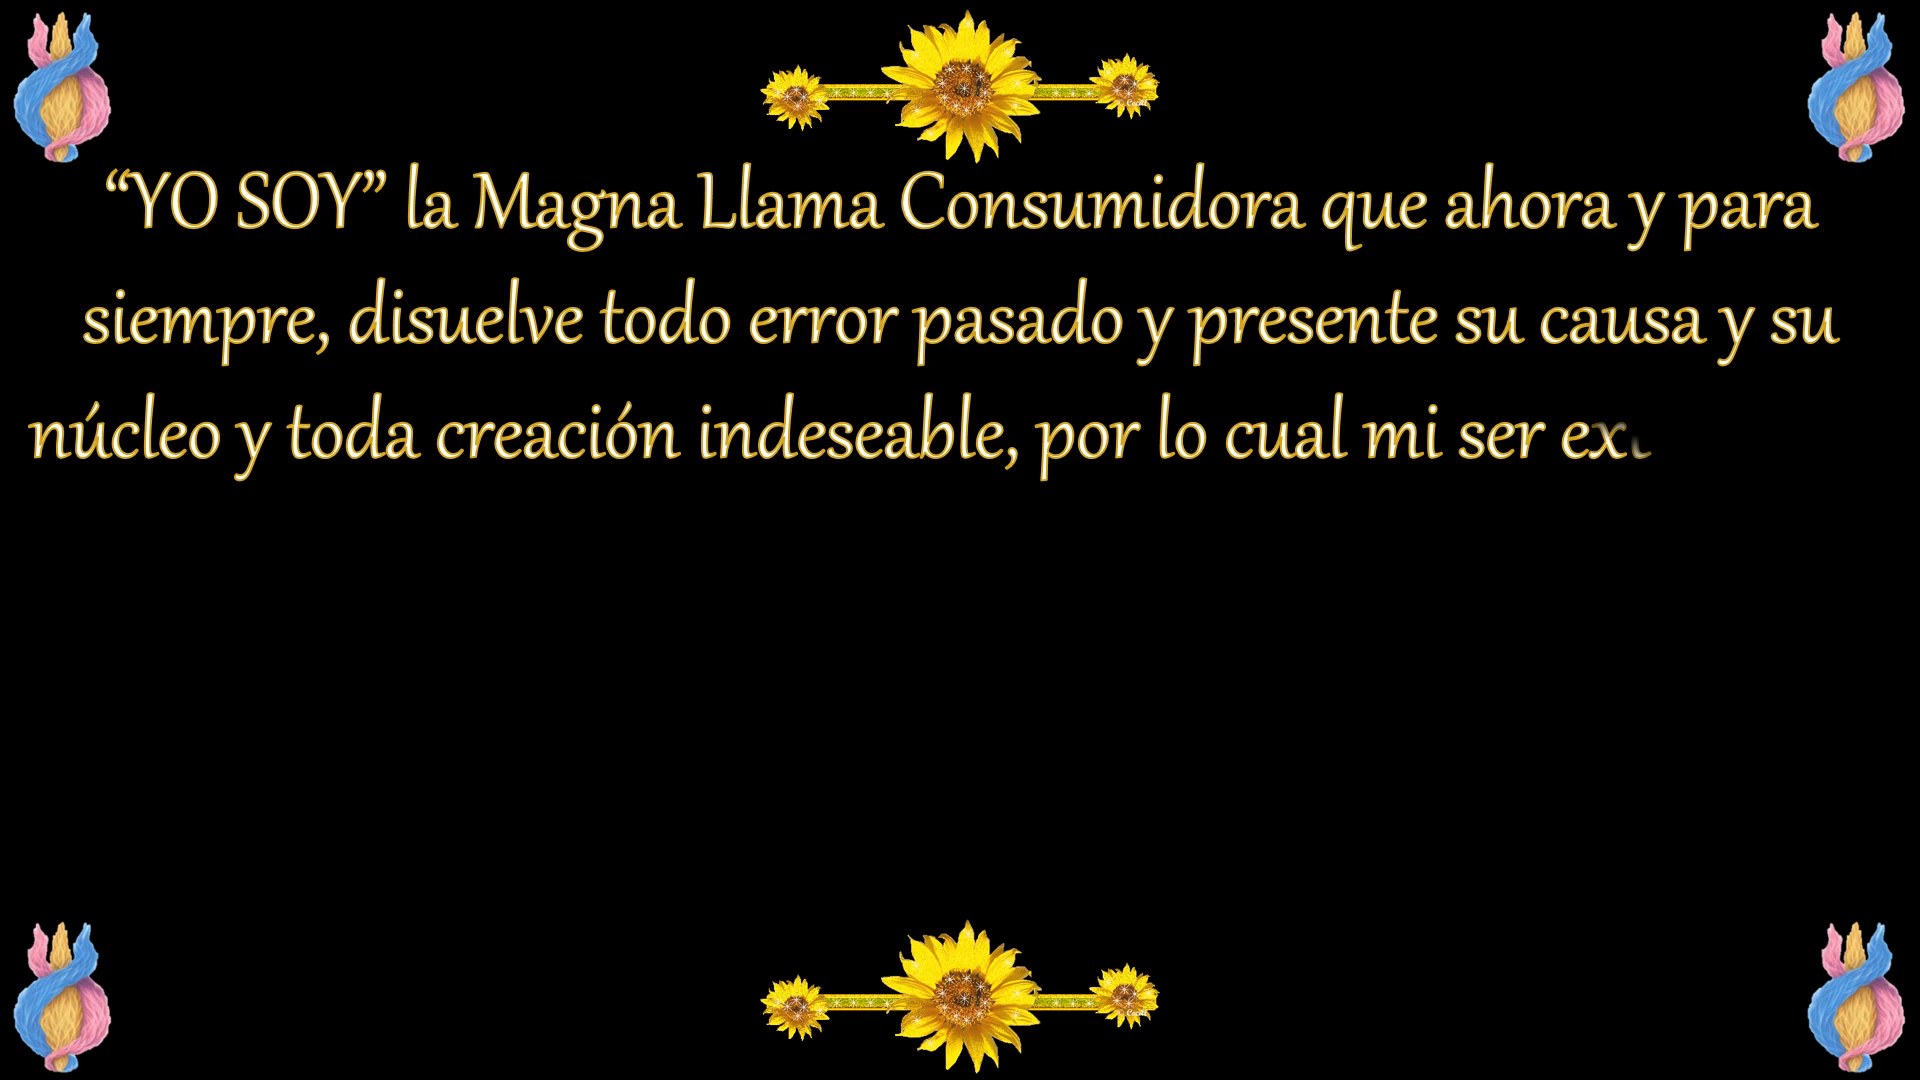 “YO SOY” la Magna Llama Consumidora que ahora y para
siempre, disuelve todo error pasado y presente su causa y su
núcleo y toda creación indeseable, por lo cual mi ser